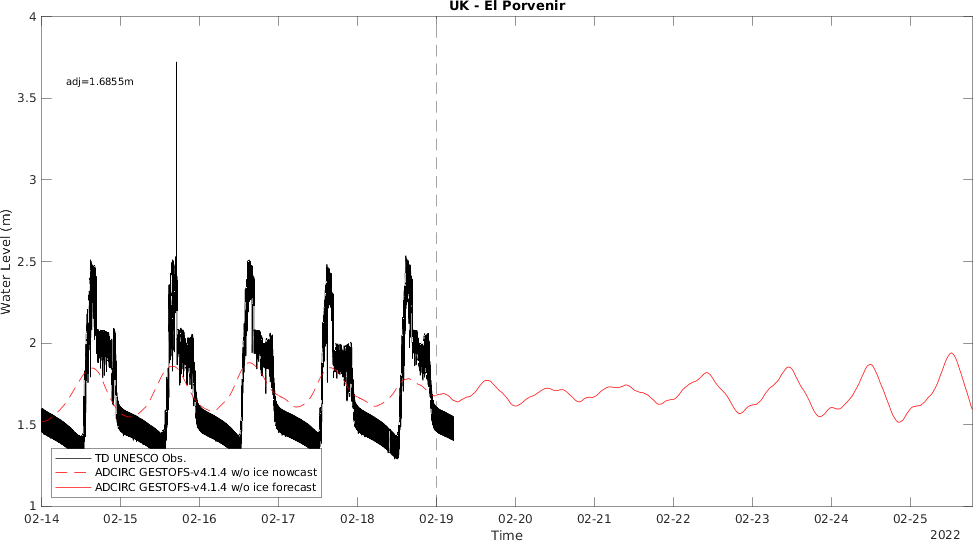 UK - El Porvenir
4
adj=1.6855m
3.5
3
2.5
Water Level (m)
2
1.5
TD UNESCO Obs.
ADCIRC GESTOFS-v4.1.4 w/o ice nowcast
ADCIRC GESTOFS-v4.1.4 w/o ice forecast
1
02-14 02-15 02-16 02-17 02-18 02-19 02-20 02-21 02-22 02-23 02-24 02-25
Time
2022